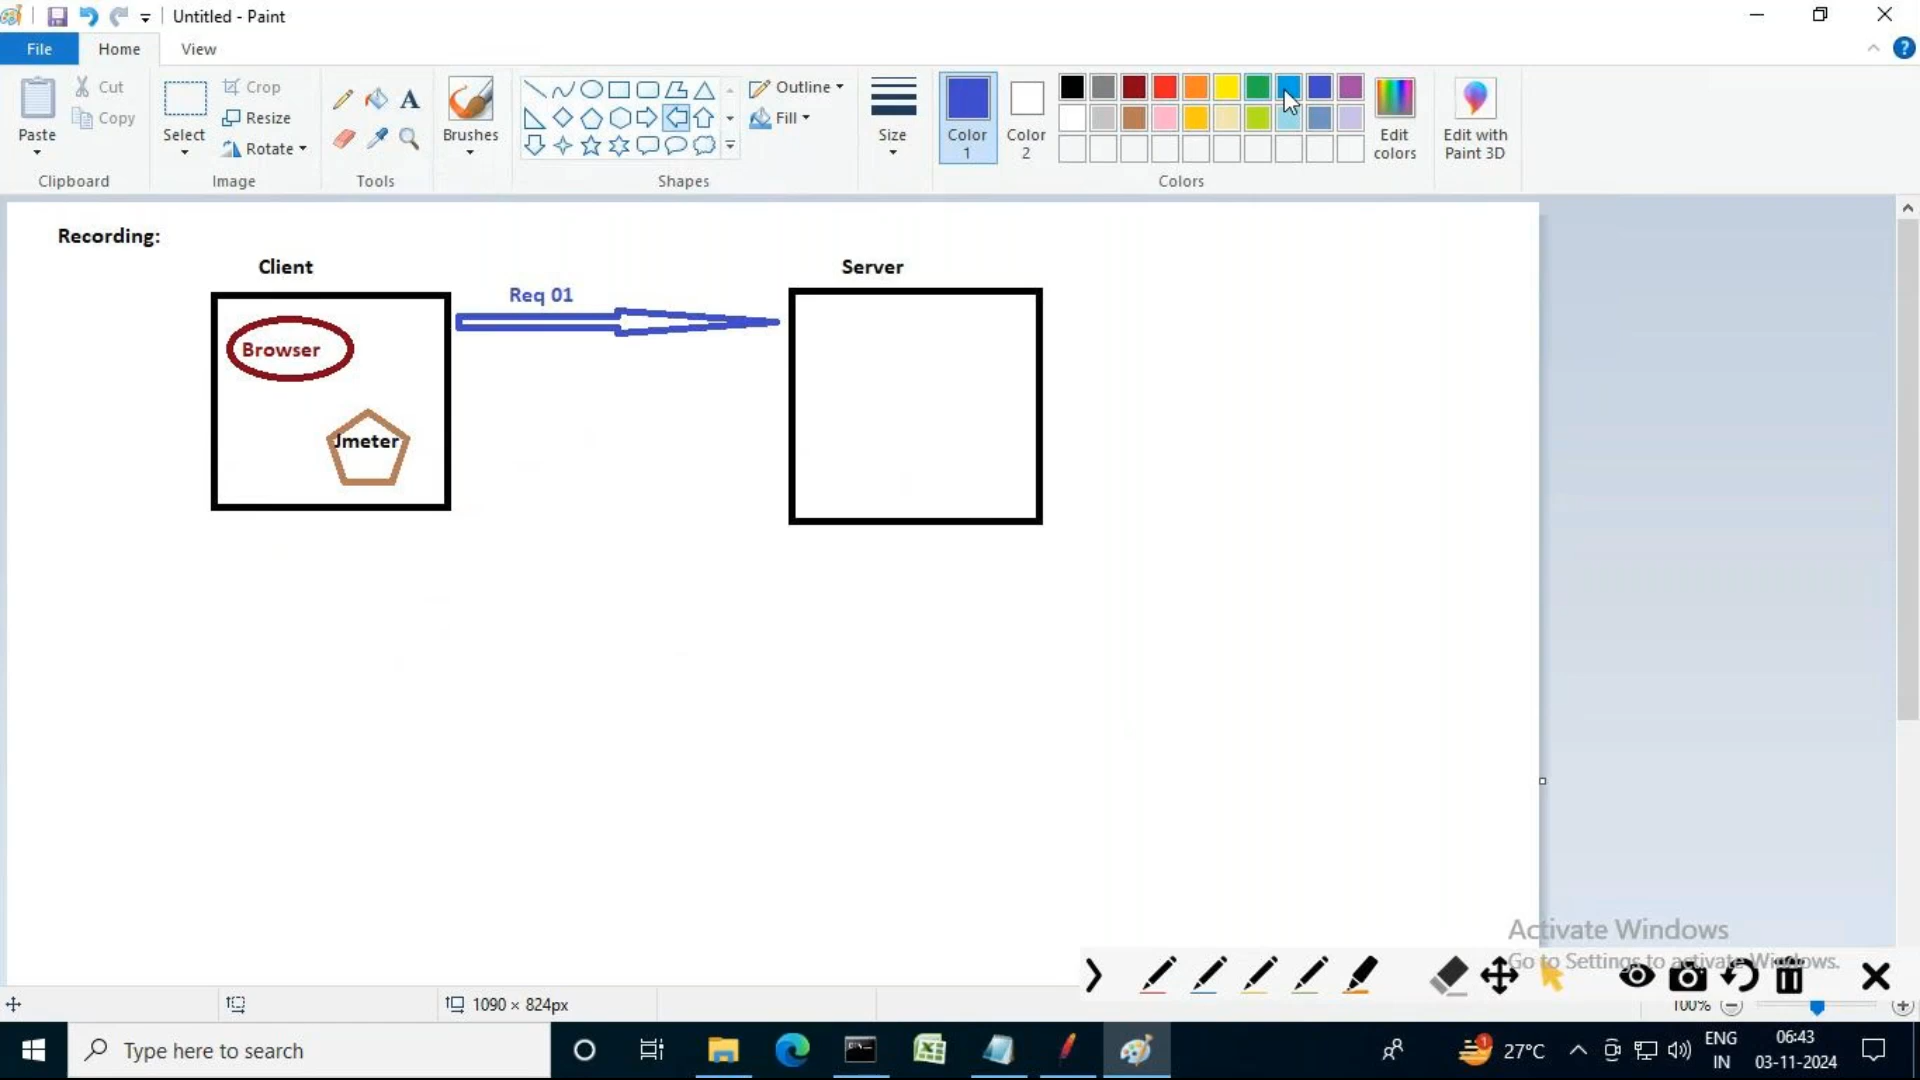 Untitled - Paint
File Home View
Paste Cut Copy Clipboard
Select Crop Resize Rotate Image
Tools
Brushes
Outline Fill Shapes
Size
Color 1
Color 2
Edit colors
Colors
Edit with Paint 3D
Recording:
Client
Server
Req 01
Browser
Jmeter
Activate Windows
Go to Settings to activate Windows.
1090 × 824px
100%
Type here to search
27°C
ENG
IN
06:43
03-11-2024